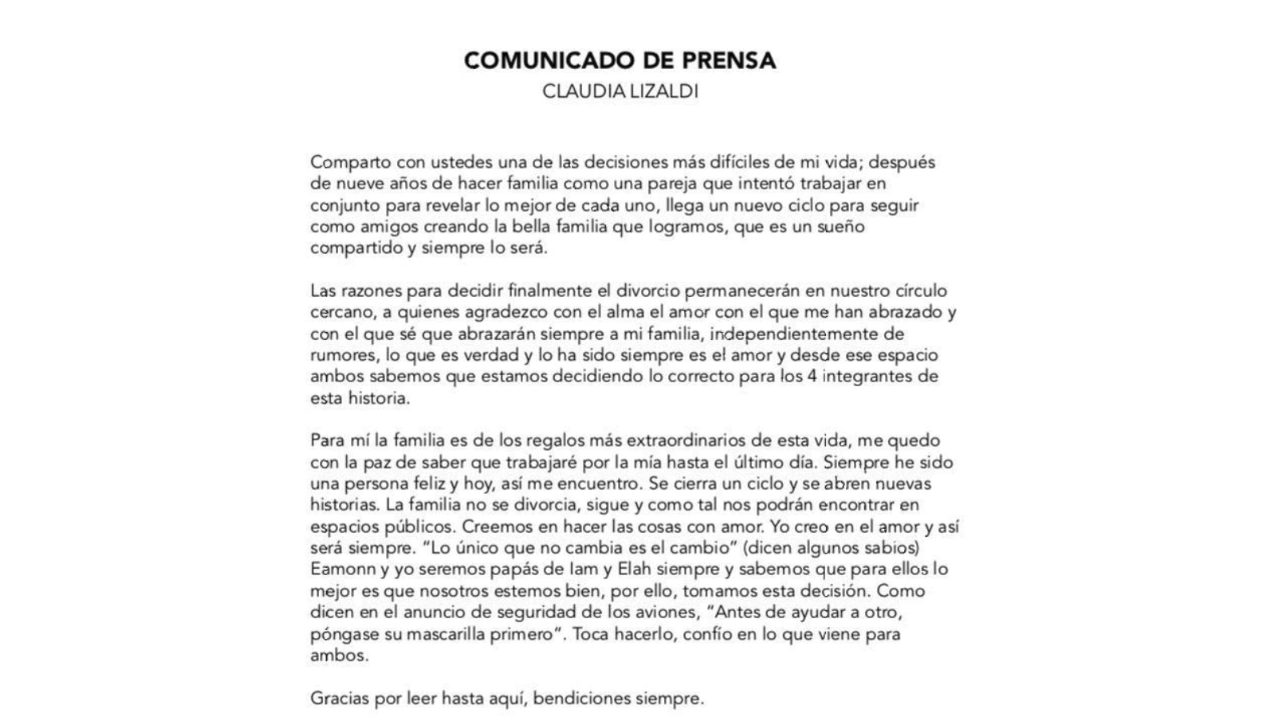 COMUNICADO DE PRENSA
CLAUDIA LIZALDI
Comparto con ustedes una de las decisiones más difíciles de mi vida; después
de nueve años de hacer familia como una pareja que intentó trabajar en
conjunto para revelar lo mejor de cada uno, llega un nuevo ciclo para seguir
como amigos creando la bella familia que logramos, que es un sueño
compartido y siempre lo será.
Las razones para decidir finalmente el divorcio permanecerán en nuestro círculo
cercano, a quienes agradezco con el alma el amor con el que me han abrazado y
con el que sé que abrazarán siempre a mi familia, independientemente de
rumores, lo que es verdad y lo ha sido siempre es el amor y desde ese espacio
ambos sabemos que estamos decidiendo lo correcto para los 4 integrantes de
esta historia.
Para mí la familia es de los regalos más extraordinarios de esta vida, me quedo
con la paz de saber que trabajaré por la mía hasta el último día. Siempre he sido
una persona feliz y hoy, así me encuentro. Se cierra un ciclo y se abren nuevas
historias. La familia no se divorcia, sigue y como tal nos podrán encontrar en
espacios públicos. Creemos en hacer las cosas con amor. Yo creo en el amor y así
será siempre. “Lo único que no cambia es el cambio” (dicen algunos sabios)
Eamonn y yo seremos papás de Iam y Elah siempre y sabemos que para ellos lo
mejor es que nosotros estemos bien, por ello, tomamos esta decisión. Como
dicen en el anuncio de seguridad de los aviones, “Antes de ayudar a otro,
póngase su mascarilla primero”. Toca hacerlo, confío en lo que viene para
ambos.
Gracias por leer hasta aquí, bendiciones siempre.